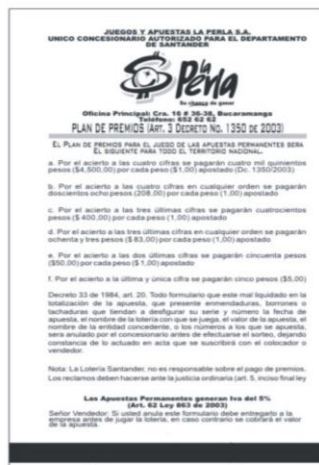 JUEGOS Y APUESTAS LA PERLA S.A.
UNICO CONCESIONARIO AUTORIZADO PARA EL DEPARTAMENTO
DE SANTANDER
la
Perla
Su chance de ganar
Oficina Principal: Cra. 16 # 36-38, Bucaramanga
Teléfono: 652 62 62
PLAN DE PREMIOS (ART. 3 DECRETO NO. 1350 DE 2003)
EL PLAN DE PREMIOS PARA EL JUEGO DE LAS APUESTAS PERMANENTES SERA
EL SIGUIENTE PARA TODO EL TERRITORIO NACIONAL.
a. Por el acierto a las cuatro cifras se pagarán cuatro mil quinientos
pesos ($4,500,00) por cada peso ($1,00) apostado (Dc. 1350/2003)
b. Por el acierto a las cuatro cifras en cualquier orden se pagarán
doscientos ocho pesos (208,00) por cada peso (1,00) apostado
c. Por el acierto a las tres últimas cifras se pagarán cuatrocientos
pesos ($ 400,00) por cada peso (1,00) apostado
d. Por el acierto a las tres últimas cifras en cualquier orden se pagarán
ochenta y tres pesos ($ 83,00) por cada peso (1,00) apostado
e. Por el acierto a las dos últimas cifras se pagarán cincuenta pesos
($50,00) por cada peso ($ 1,00) apostado
f. Por el acierto a la última y única cifra se pagarán cinco pesos ($5,00)
Decreto 33 de 1984, art. 20. Todo formulario que este mal liquidado en la
totalización de la apuesta, que presente enmendaduras, borrones o
tachaduras que tiendan a desfigurar su serie y número la fecha de
apuesta, el nombre de la lotería con que se juega, el valor de la apuesta, el
nombre de la entidad concedente, o los números a los que se apuesta,
será anulado por el concesionario antes de efectuarse el sorteo, dejando
constancia de lo actuado en acta que se suscribirá con el colocador o
vendedor.
Nota: La Lotería Santander, no es responsable sobre el pago de premios.
Los reclamos deben hacerse ante la justicia ordinaria (art. 5, inciso final ley
Las Apuestas Permanentes generan Iva del 5%
(Art. 62 Ley 863 de 2003)
Señor Vendedor: Si usted anula este formulario debe entregarlo a la
empresa antes de jugar la lotería, en caso contrario se cobrará el valor
de la apuesta.